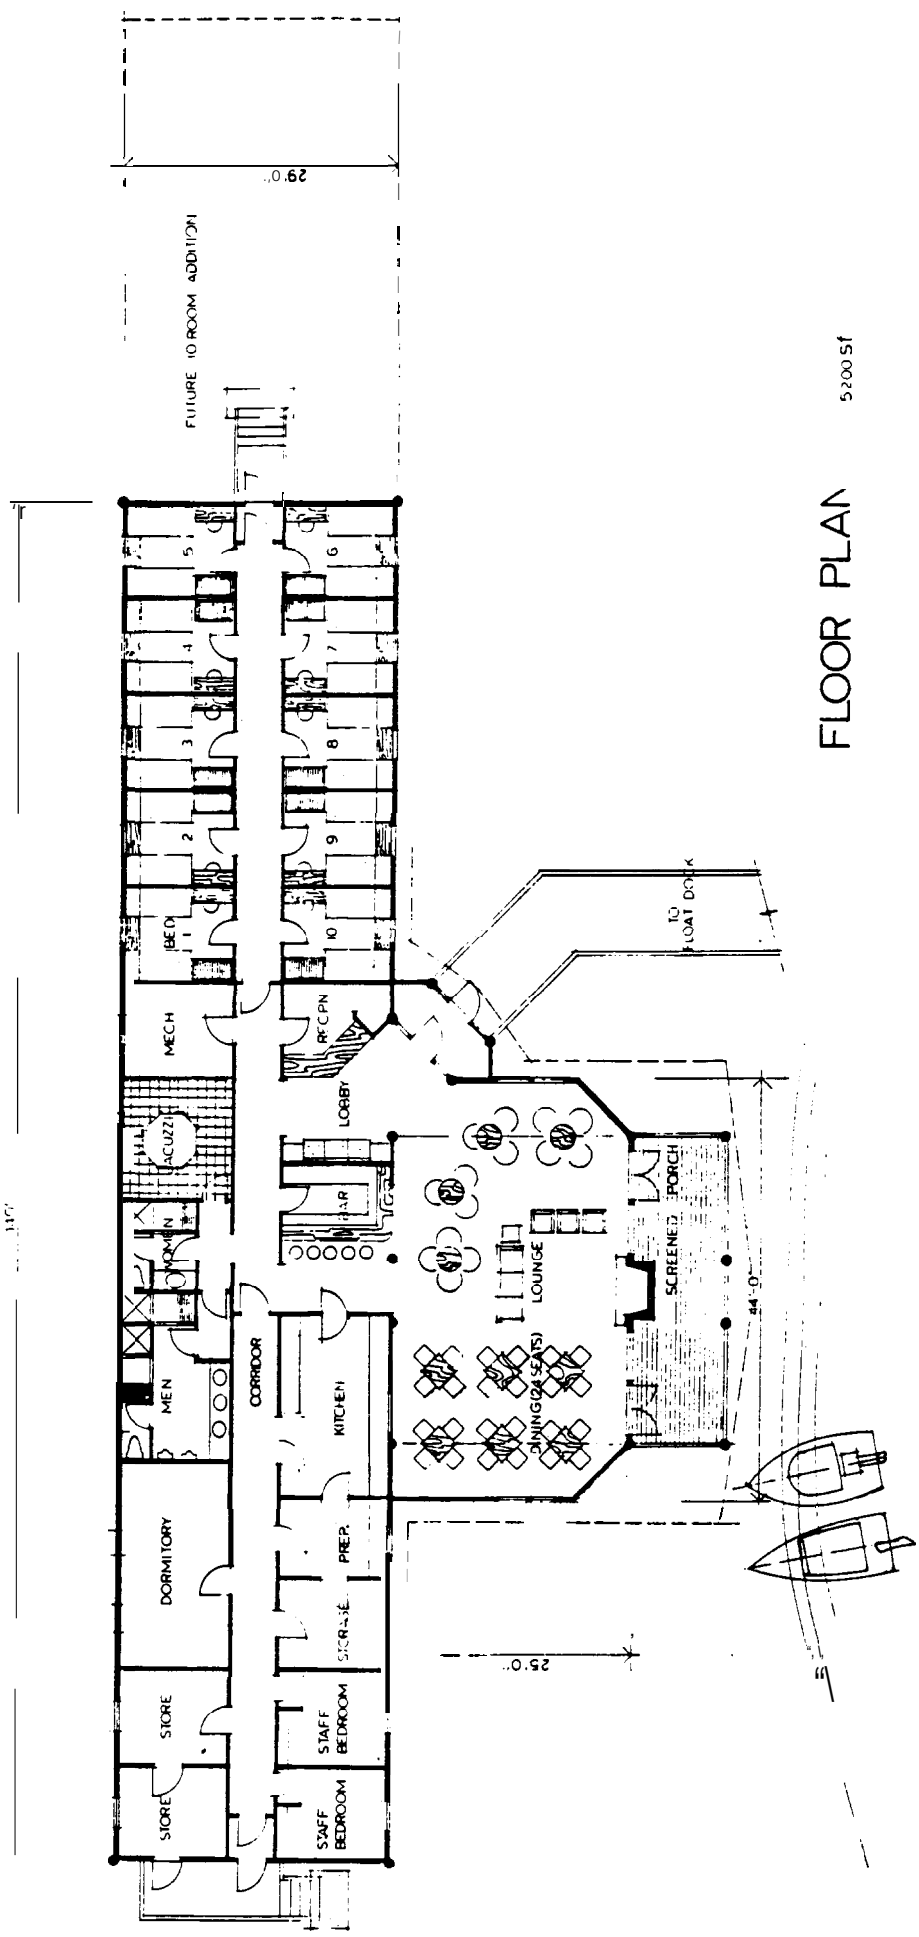 29'.0"
FUTURE 10 ROOM ADDITION
5200 Sf
FLOOR PLAN
5
4
3
2
BED
1
6
7
8
9
10
MECH
RECPN
JACUZZI
LOBBY
WOMEN
BAR
MEN
CORRIDOR
KITCHEN
LOUNGE
DINING (24 SEATS)
SCREENED PORCH
44'-0"
TO
FLOAT DOCK
DORMITORY
PREP.
STORAGE
25'.0"
STORE
STAFF
BEDROOM
STORE
STAFF
BEDROOM